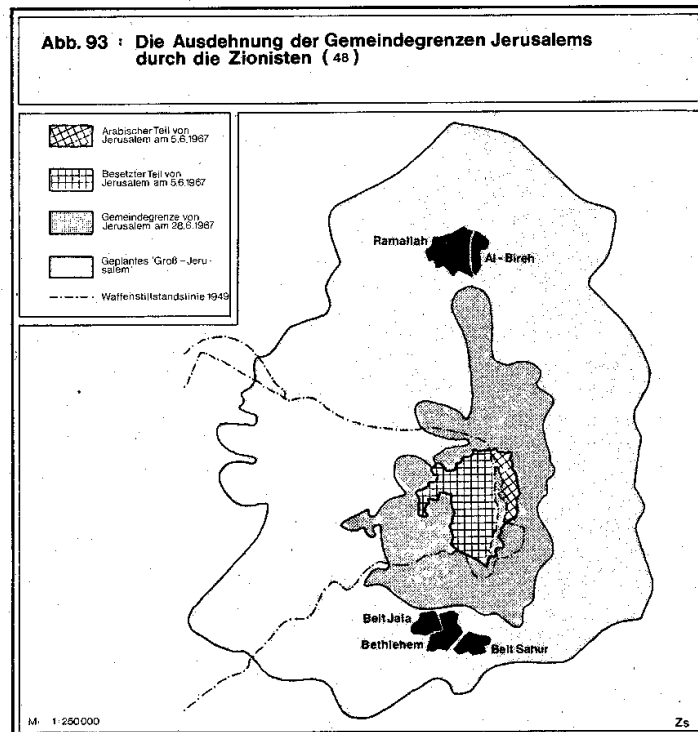 Abb. 93 : Die Ausdehnung der Gemeindegrenzen Jerusalems
durch die Zionisten (48)
Arabischer Teil von
Jerusalem am 5.6.1967
Besetzter Teil von
Jerusalem am 5.6.1967
Gemeindegrenze von
Jerusalem am 28.6.1967
Geplantes 'Groß-Jeru-
salem'
Waffenstillstandslinie 1949
Ramallah
Al-Bireh
Beit Jala
Bethlehem
Beit Sahur
M. 1:250000
Zs